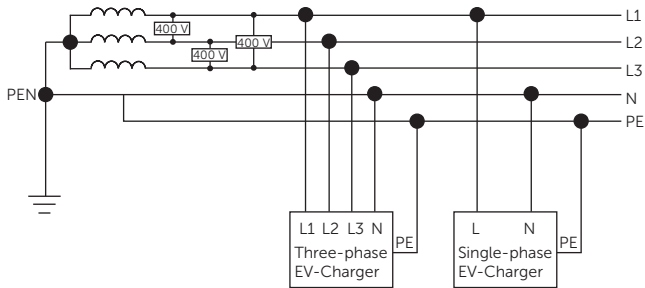 L1
400 V
L2
400 V
400 V
L3
PEN
N
PE
L1 L2 L3 N
PE
Three-phase
EV-Charger
L N
PE
Single-phase
EV-Charger